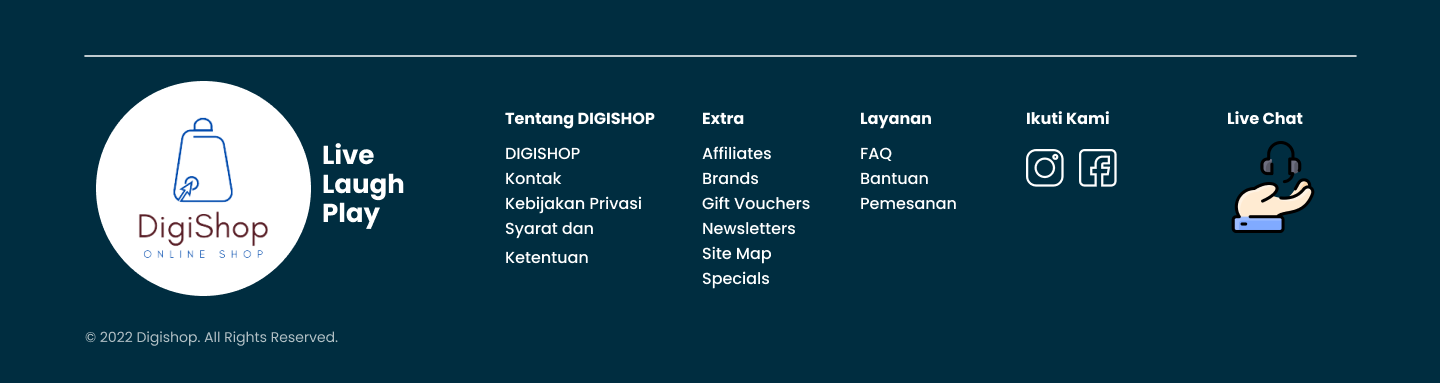 DigiShop
ONLINE SHOP
Live
Laugh
Play
Tentang DIGISHOP
DIGISHOP
Kontak
Kebijakan Privasi
Syarat dan
Ketentuan
Extra
Affiliates
Brands
Gift Vouchers
Newsletters
Site Map
Specials
Layanan
FAQ
Bantuan
Pemesanan
Ikuti Kami
Live Chat
© 2022 Digishop. All Rights Reserved.